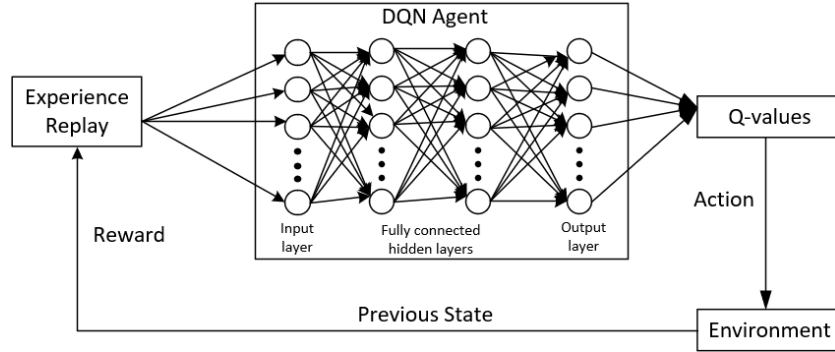 DQN Agent
Experience
Replay
Q-values
Action
Reward
Input
layer
Fully connected
hidden layers
Output
layer
Previous State
Environment